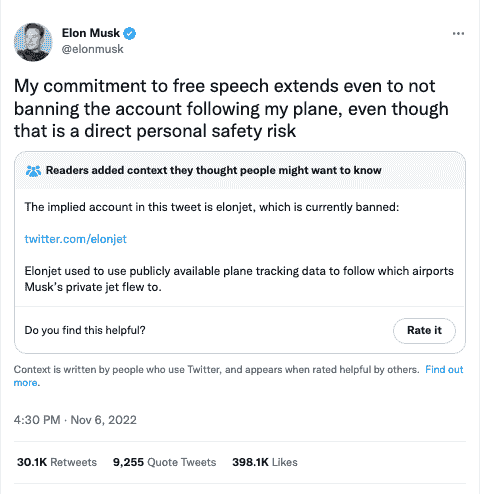 Elon Musk
@elonmusk
My commitment to free speech extends even to not
banning the account following my plane, even though
that is a direct personal safety risk
Readers added context they thought people might want to know
The implied account in this tweet is elonjet, which is currently banned:
twitter.com/elonjet
Elonjet used to use publicly available plane tracking data to follow which airports
Musk's private jet flew to.
Do you find this helpful?
Rate it
Context is written by people who use Twitter, and appears when rated helpful by others. Find out
more.
4:30 PM · Nov 6, 2022
30.1K Retweets 9,255 Quote Tweets 398.1K Likes